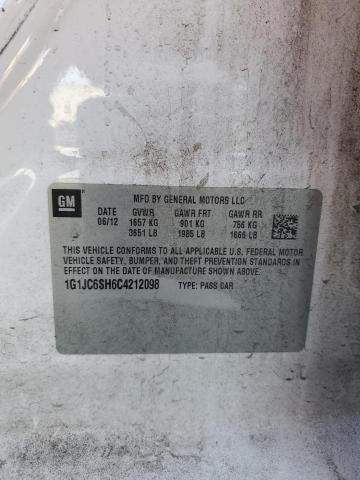 GM
MFD BY GENERAL MOTORS LLC
DATE GVWR GAWR FRT GAWR RR
06/12 1657 KG 901 KG 756 KG
3651 LB 1985 LB 1666 LB
THIS VEHICLE CONFORMS TO ALL APPLICABLE U.S. FEDERAL MOTOR
VEHICLE SAFETY, BUMPER, AND THEFT PREVENTION STANDARDS IN
EFFECT ON THE DATE OF MANUFACTURE SHOWN ABOVE.
1G1JC6SH6C4212098 TYPE: PASS CAR